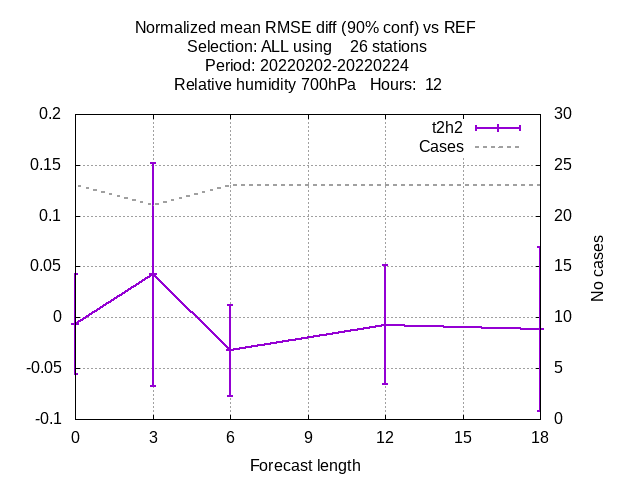 Normalized mean RMSE diff (90% conf) vs REF
Selection: ALL using    26 stations
Period: 20220202-20220224
Relative humidity 700hPa   Hours:  12
0.2
0.15
0.1
0.05
0
-0.05
-0.1
30
25
20
15
10
5
0
t2h2
Cases
No cases
0 3 6 9 12 15 18
Forecast length